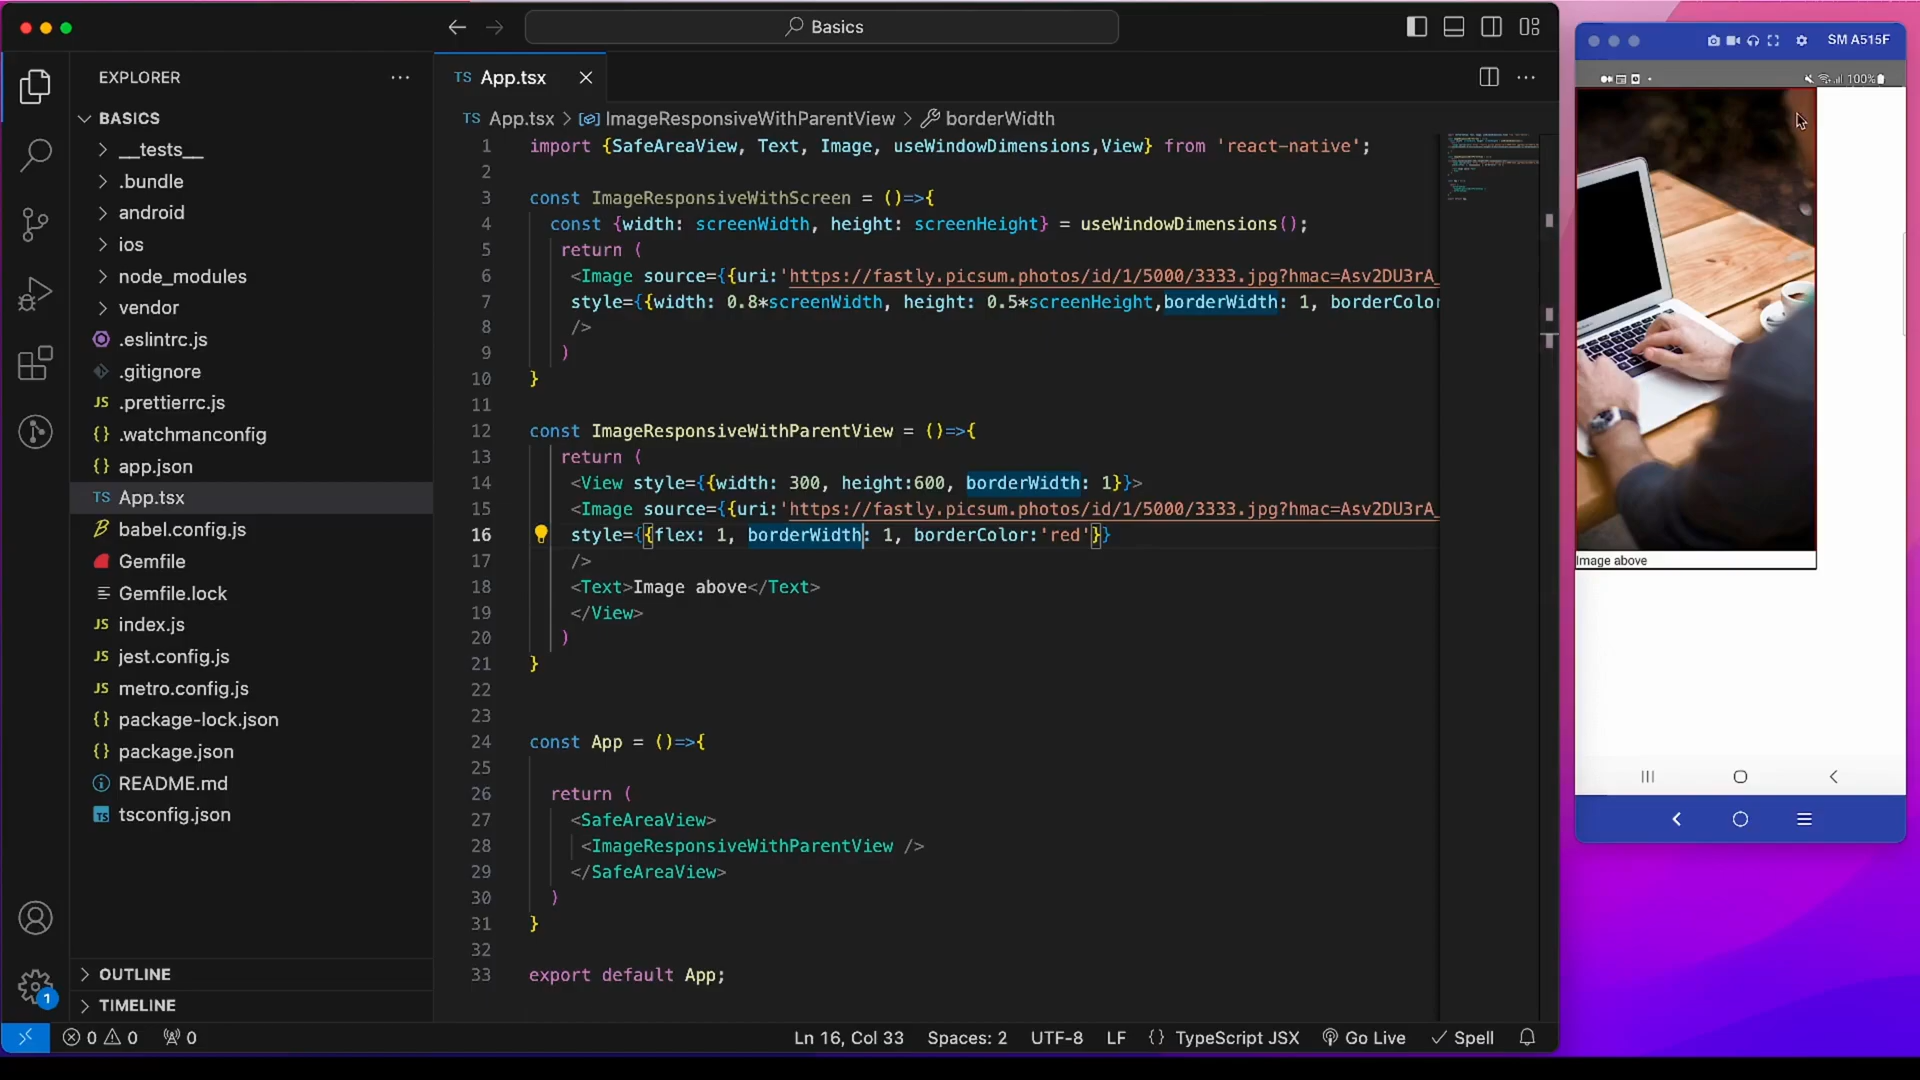 Basics
SM A515F
EXPLORER
TS App.tsx
100%
BASICS
TS App.tsx > ImageResponsiveWithParentView > borderWidth
__tests__
.bundle
android
ios
node_modules
vendor
.eslintrc.js
.gitignore
JS .prettierrc.js
{} .watchmanconfig
{} app.json
TS App.tsx
babel.config.js
Gemfile
Gemfile.lock
JS index.js
JS jest.config.js
JS metro.config.js
{} package-lock.json
{} package.json
README.md
TS tsconfig.json
OUTLINE
TIMELINE
1 import {SafeAreaView, Text, Image, useWindowDimensions,View} from 'react-native';
2
3 const ImageResponsiveWithScreen = ()=>{
4 const {width: screenWidth, height: screenHeight} = useWindowDimensions();
5 return (
6 <Image source={{uri:'https://fastly.picsum.photos/id/1/5000/3333.jpg?hmac=Asv2DU3rA_
7 style={{width: 0.8*screenWidth, height: 0.5*screenHeight,borderWidth: 1, borderColor
8 />
9 )
10 }
11
12 const ImageResponsiveWithParentView = ()=>{
13 return (
14 <View style={{width: 300, height:600, borderWidth: 1}}>
15 <Image source={{uri:'https://fastly.picsum.photos/id/1/5000/3333.jpg?hmac=Asv2DU3rA_
16 style={{flex: 1, borderWidth: 1, borderColor:'red'}}
17 />
18 <Text>Image above</Text>
19 </View>
20 )
21 }
22
23
24 const App = ()=>{
25
26 return (
27 <SafeAreaView>
28 <ImageResponsiveWithParentView />
29 </SafeAreaView>
30 )
31 }
32
33 export default App;
Image above
1
0 0 0 Ln 16, Col 33 Spaces: 2 UTF-8 LF {} TypeScript JSX Go Live Spell